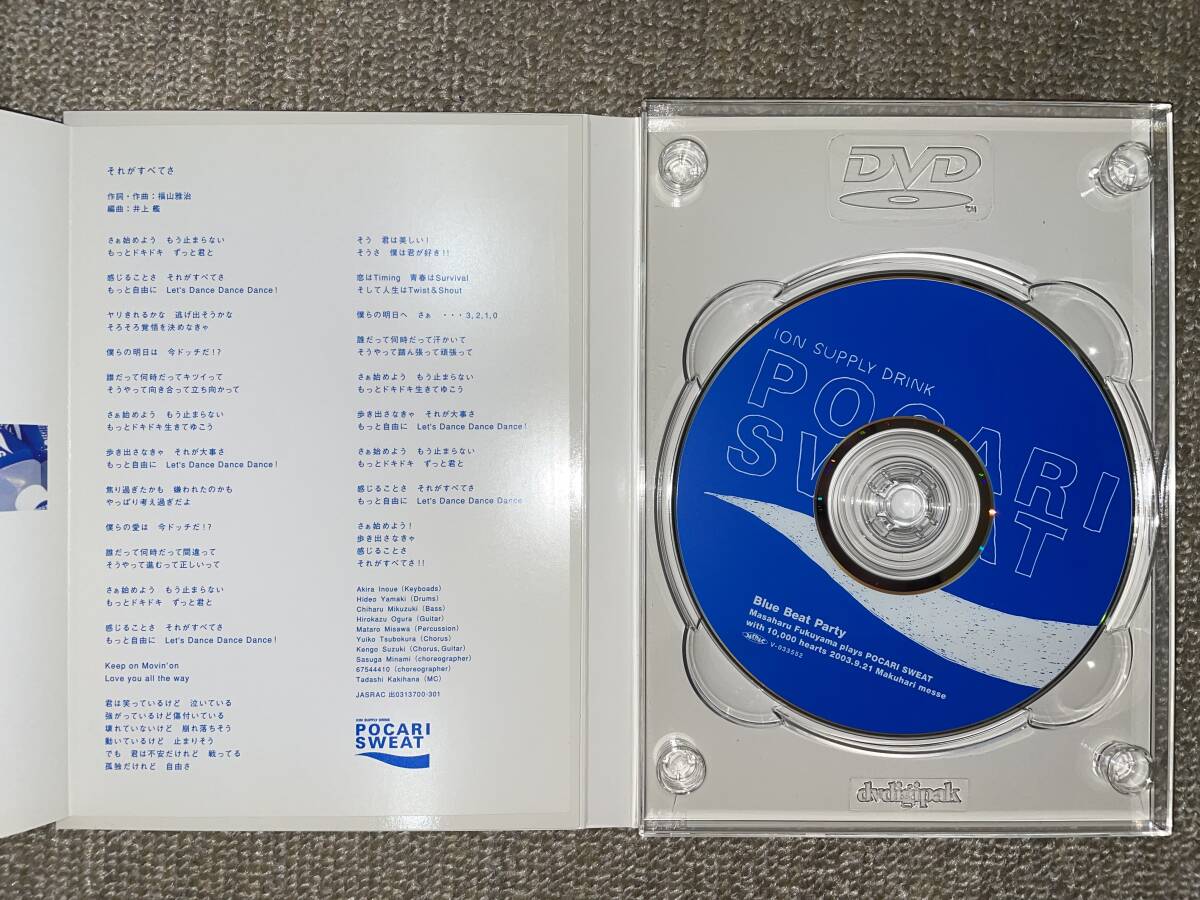 それがすべてさ
作詞・作曲：福山雅治
編曲：井上 鑑
さぁ始めよう　もう止まらない
もっとドキドキ　ずっと君と
感じることさ　それがすべてさ
もっと自由に　Let's Dance Dance Dance!
ヤリきれるかな　逃げ出そうかな
そろそろ覚悟を決めなきゃ
僕らの明日は　今ドッチだ!?
誰だって何時だってキツイって
そうやって向き合って立ち向かって
さぁ始めよう　もう止まらない
もっとドキドキ生きてゆこう
歩き出さなきゃ　それが大事さ
もっと自由に　Let's Dance Dance Dance!
焦り過ぎたかも　嫌われたのかも
やっぱり考え過ぎだよ
僕らの愛は　今ドッチだ!?
誰だって何時だって間違って
そうやって進むって正しいって
さぁ始めよう　もう止まらない
もっとドキドキ　ずっと君と
感じることさ　それがすべてさ
もっと自由に　Let's Dance Dance Dance!
Keep on Movin'on
Love you all the way
君は笑っているけど　泣いている
強がっているけど傷付いている
壊れていないけど　崩れ落ちそう
動いているけど　止まりそう
でも　君は不安だけれど　戦ってる
孤独だけれど　自由さ
そう　君は美しい!
そうさ　僕は君が好き!!
恋はTiming　青春はSurvival
そして人生はTwist＆Shout
僕らの明日へ　さぁ　・・・3,2,1,0
誰だって何時だって汗かいて
そうやって踏ん張って頑張って
さぁ始めよう　もう止まらない
もっとドキドキ生きてゆこう
歩き出さなきゃ　それが大事さ
もっと自由に　Let's Dance Dance Dance!
さぁ始めよう　もう止まらない
もっとドキドキ　ずっと君と
感じることさ　それがすべてさ
もっと自由に　Let's Dance Dance Dance
さぁ始めよう!
歩き出さなきゃ
感じることさ
それがすべてさ!!
Akira Inoue (Keyboads)
Hideo Yamaki (Drums)
Chiharu Mikuzuki (Bass)
Hirokazu Ogura (Guitar)
Mataro Misawa (Percussion)
Yuiko Tsubokura (Chorus)
Kengo Suzuki (Chorus, Guitar)
Sasuga Minami (choreographer)
67544410 (choreographer)
Tadashi Kakihana (MC)
JASRAC 出0313700-301
ION SUPPLY DRINK
POCARI
SWEAT
DVD
TM
ION SUPPLY DRINK
POCARI
SWEAT
Blue Beat Party
Masaharu Fukuyama plays POCARI SWEAT
with 10,000 hearts 2003.9.21 Makuhari messe
V-033552
dvdigipak